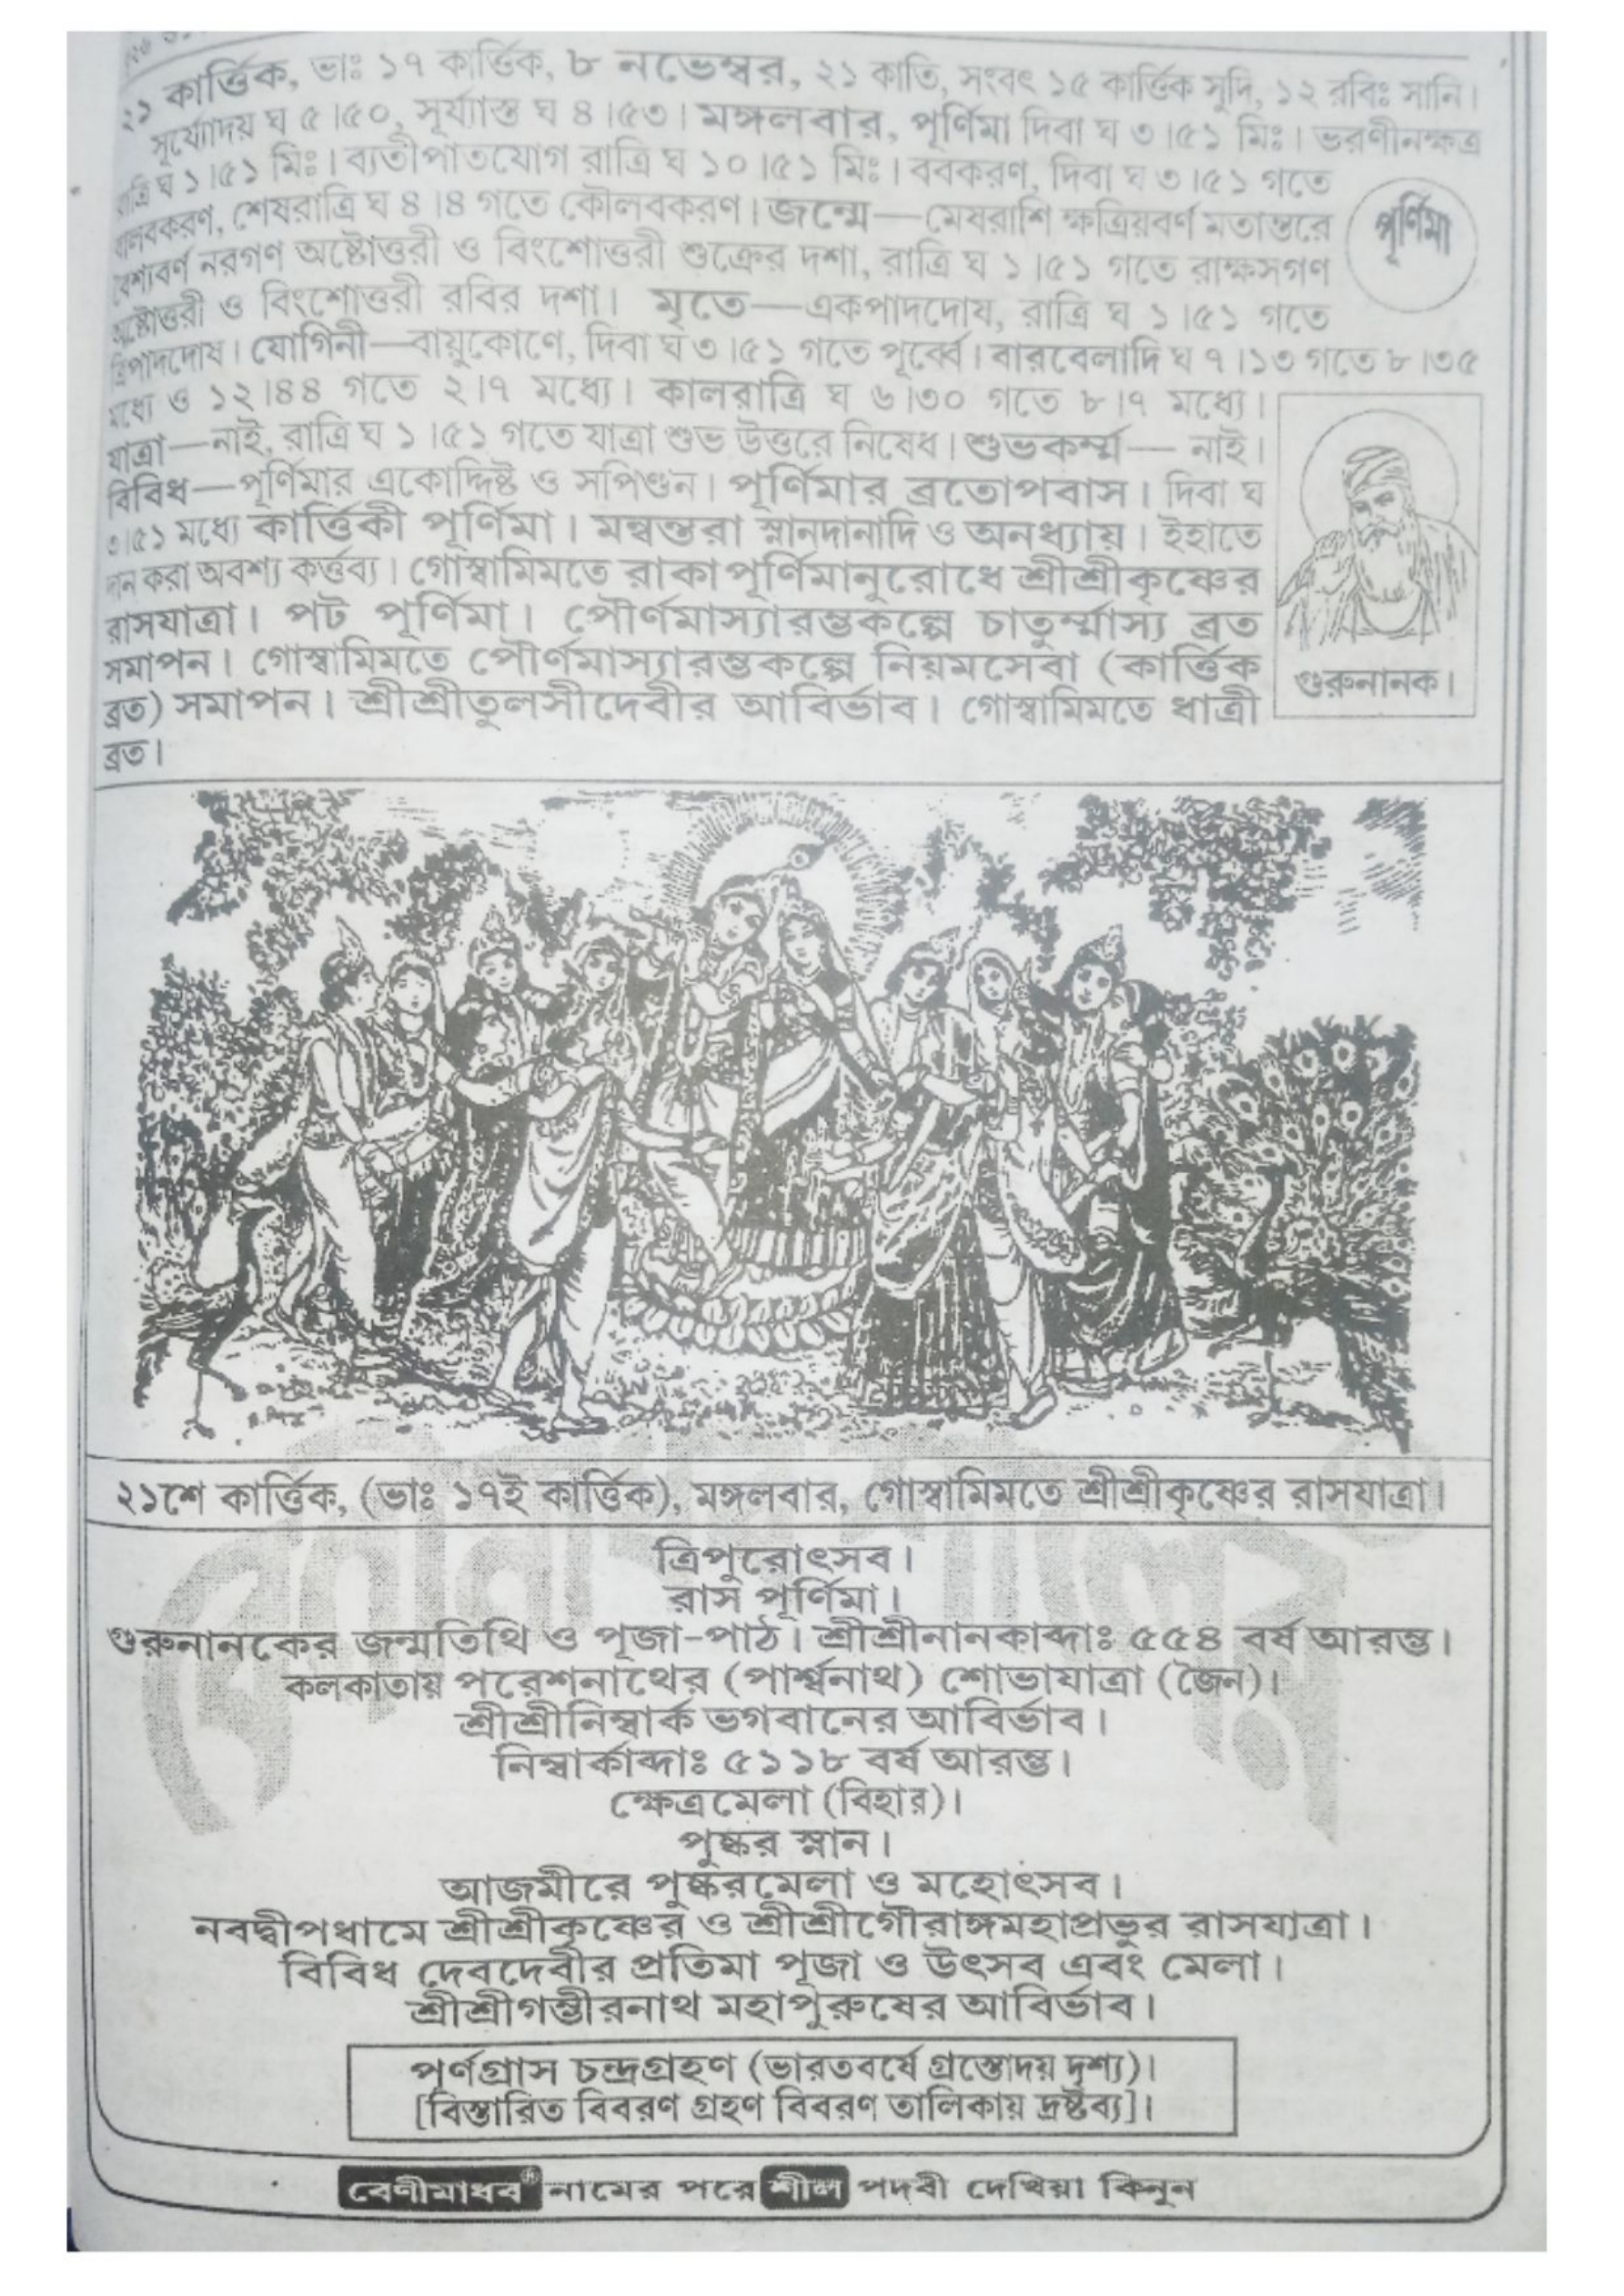 ২১ কার্ত্তিক, ভাঃ ১৭ কার্ত্তিক, ৮ নভেম্বর, ২১ কাতি, সংবৎ ১৫ কার্ত্তিক সুদি, ১২ রবিঃ সানি।
সূর্য্যোদয় ঘ ৫।৫০, সূর্য্যাস্ত ঘ ৪।৫৩। মঙ্গলবার, পূর্ণিমা দিবা ঘ ৩।৫১ মিঃ। ভরণীনক্ষত্র
রাত্রি ঘ ১।৫১ মিঃ। ব্যতীপাতযোগ রাত্রি ঘ ১০।৫১ মিঃ। ববকরণ, দিবা ঘ ৩।৫১ গতে
বালবকরণ, শেষরাত্রি ঘ ৪।৪ গতে কৌলবকরণ। জন্মে—মেষরাশি ক্ষত্রিয়বর্ণ মতান্তরে
বৈশ্যবর্ণ নরগণ অষ্টোত্তরী ও বিংশোত্তরী শুক্রের দশা, রাত্রি ঘ ১।৫১ গতে রাক্ষসগণ
অষ্টোত্তরী ও বিংশোত্তরী রবির দশা। মৃতে—একপাদদোষ, রাত্রি ঘ ১।৫১ গতে
পূর্ণিমা
ত্রিপাদদোষ। যোগিনী—বায়ুকোণে, দিবা ঘ ৩।৫১ গতে পূর্ব্বে। বারবেলাদি ঘ ৭।১৩ গতে ৮।৩৫
মধ্যে ও ১২।৪৪ গতে ২।৭ মধ্যে। কালরাত্রি ঘ ৬।৩০ গতে ৮।৭ মধ্যে।
যাত্রা—নাই, রাত্রি ঘ ১।৫১ গতে যাত্রা শুভ উত্তরে নিষেধ। শুভকর্ম্ম— নাই।
বিবিধ—পূর্ণিমার একোদ্দিষ্ট ও সপিণ্ডন। পূর্ণিমার ব্রতোপবাস। দিবা ঘ
৩।৫১ মধ্যে কার্ত্তিকী পূর্ণিমা। মন্বন্তরা স্নানদানাদি ও অনধ্যায়। ইহাতে
দান করা অবশ্য কর্ত্তব্য। গোস্বামিমতে রাকাপূর্ণিমানুরোধে শ্রীশ্রীকৃষ্ণের
রাসযাত্রা। পট পূর্ণিমা। পৌর্ণমাস্যারম্ভকল্পে চাতুর্ম্মাস্য ব্রত
সমাপন। গোস্বামিমতে পৌর্ণমাস্যারম্ভকল্পে নিয়মসেবা (কার্ত্তিক
ব্রত) সমাপন। শ্রীশ্রীতুলসীদেবীর আবির্ভাব। গোস্বামিমতে ধাত্রী
ব্রত।
গুরুনানক।
২১শে কার্ত্তিক, (ভাঃ ১৭ই কার্ত্তিক), মঙ্গলবার, গোস্বামিমতে শ্রীশ্রীকৃষ্ণের রাসযাত্রা।
ত্রিপুরোৎসব।
রাস পূর্ণিমা।
গুরুনানকের জন্মতিথি ও পূজা-পাঠ। শ্রীশ্রীনানকাব্দাঃ ৫৫৪ বর্ষ আরম্ভ।
কলকাতায় পরেশনাথের (পার্শ্বনাথ) শোভাযাত্রা (জৈন)।
শ্রীশ্রীনিম্বার্ক ভগবানের আবির্ভাব।
নিম্বার্কাব্দাঃ ৫১১৮ বর্ষ আরম্ভ।
ক্ষেত্রমেলা (বিহার)।
পুষ্কর স্নান।
আজমীরে পুষ্করমেলা ও মহোৎসব।
নবদ্বীপধামে শ্রীশ্রীকৃষ্ণের ও শ্রীশ্রীগৌরাঙ্গমহাপ্রভুর রাসযাত্রা।
বিবিধ দেবদেবীর প্রতিমা পূজা ও উৎসব এবং মেলা।
শ্রীশ্রীগম্ভীরনাথ মহাপুরুষের আবির্ভাব।
পূর্ণগ্রাস চন্দ্রগ্রহণ (ভারতবর্ষে গ্রস্তোদয় দৃশ্য)।
[বিস্তারিত বিবরণ গ্রহণ বিবরণ তালিকায় দ্রষ্টব্য]।
বেণীমাধব® নামের পরে শীল পদবী দেখিয়া কিনুন